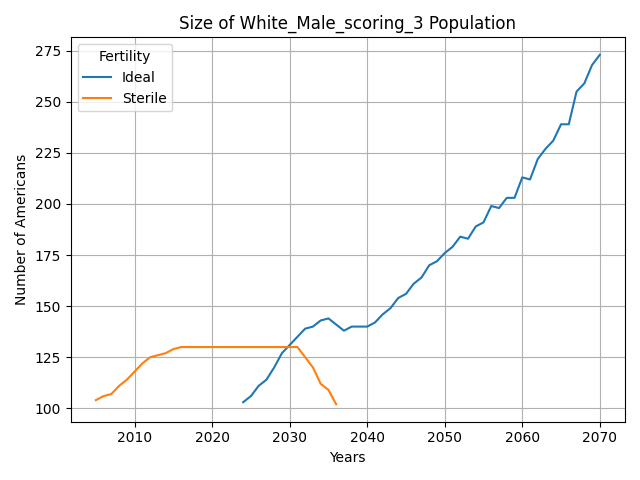 Size of White_Male_scoring_3 Population
Fertility
Ideal
Sterile
Number of Americans
275
250
225
200
175
150
125
100
2010 2020 2030 2040 2050 2060 2070
Years